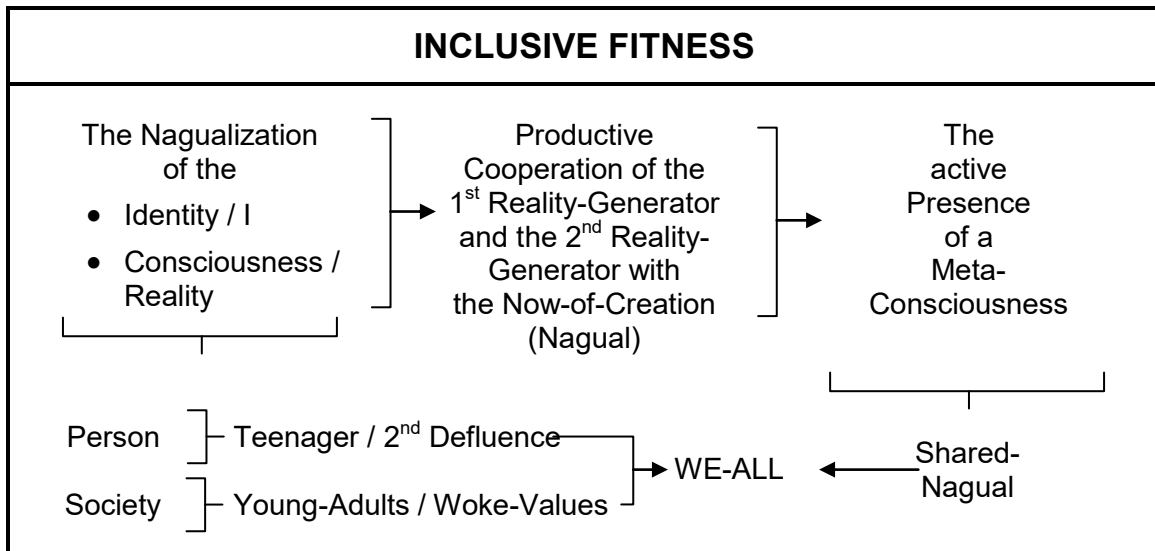 INCLUSIVE FITNESS
The Nagualization
of the
● Identity / I
● Consciousness /
Reality
Productive
Cooperation of the
1st Reality-Generator
and the 2nd Reality-
Generator with
the Now-of-Creation
(Nagual)
The
active
Presence
of a
Meta-
Consciousness
Person
Teenager / 2nd Defluence
Society
Young-Adults / Woke-Values
WE-ALL
Shared-
Nagual